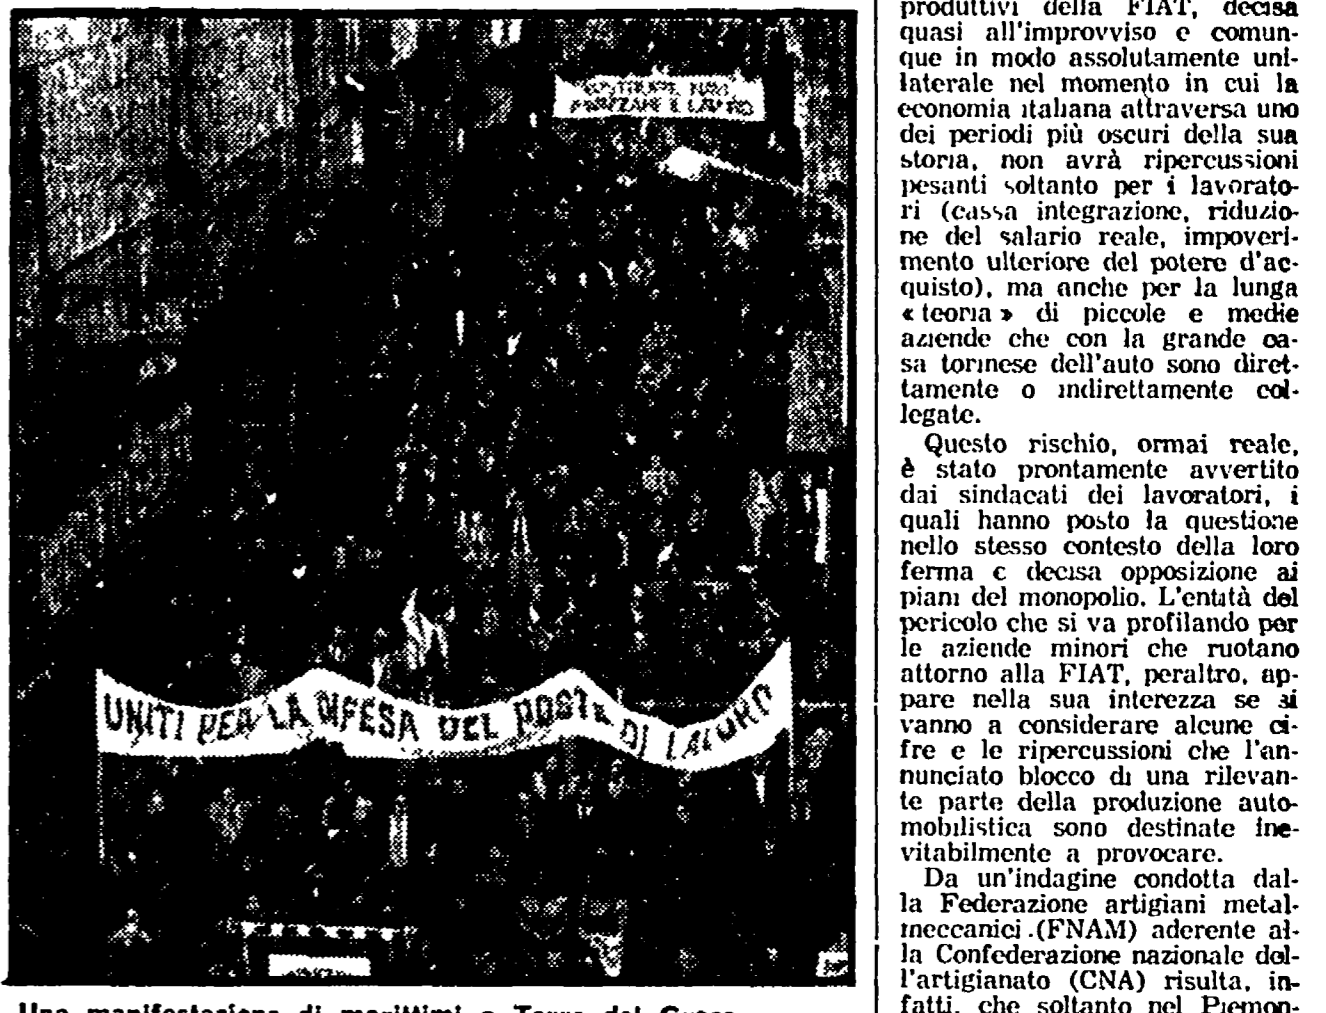 UNITI PER LA DIFESA DEL POSTO DI LAVORO
Una manifestazione di marittimi a Torre del Greco
produttivi della FIAT, decisa
quasi all'improvviso e comun-
que in modo assolutamente uni-
laterale nel momento in cui la
economia italiana attraversa uno
dei periodi più oscuri della sua
storia, non avrà ripercussioni
pesanti soltanto per i lavorato-
ri (cassa integrazione, riduzio-
ne del salario reale, impoveri-
mento ulteriore del potere d'ac-
quisto), ma anche per la lunga
« teoria » di piccole e medie
aziende che con la grande ca-
sa torinese dell'auto sono diret-
tamente o indirettamente col-
legate.
Questo rischio, ormai reale,
è stato prontamente avvertito
dai sindacati dei lavoratori, i
quali hanno posto la questione
nello stesso contesto della loro
ferma e decisa opposizione ai
piani del monopolio. L'entità del
pericolo che si va profilando per
le aziende minori che ruotano
attorno alla FIAT, peraltro, ap-
pare nella sua interezza se si
vanno a considerare alcune ci-
fre e le ripercussioni che l'an-
nunciato blocco di una rilevan-
te parte della produzione auto-
mobilistica sono destinate ine-
vitabilmente a provocare.
Da un'indagine condotta dal-
la Federazione artigiani metal-
meccanici (FNAM) aderente al-
la Confederazione nazionale del-
l'artigianato (CNA) risulta, in-
fatti, che soltanto nel Piemon-